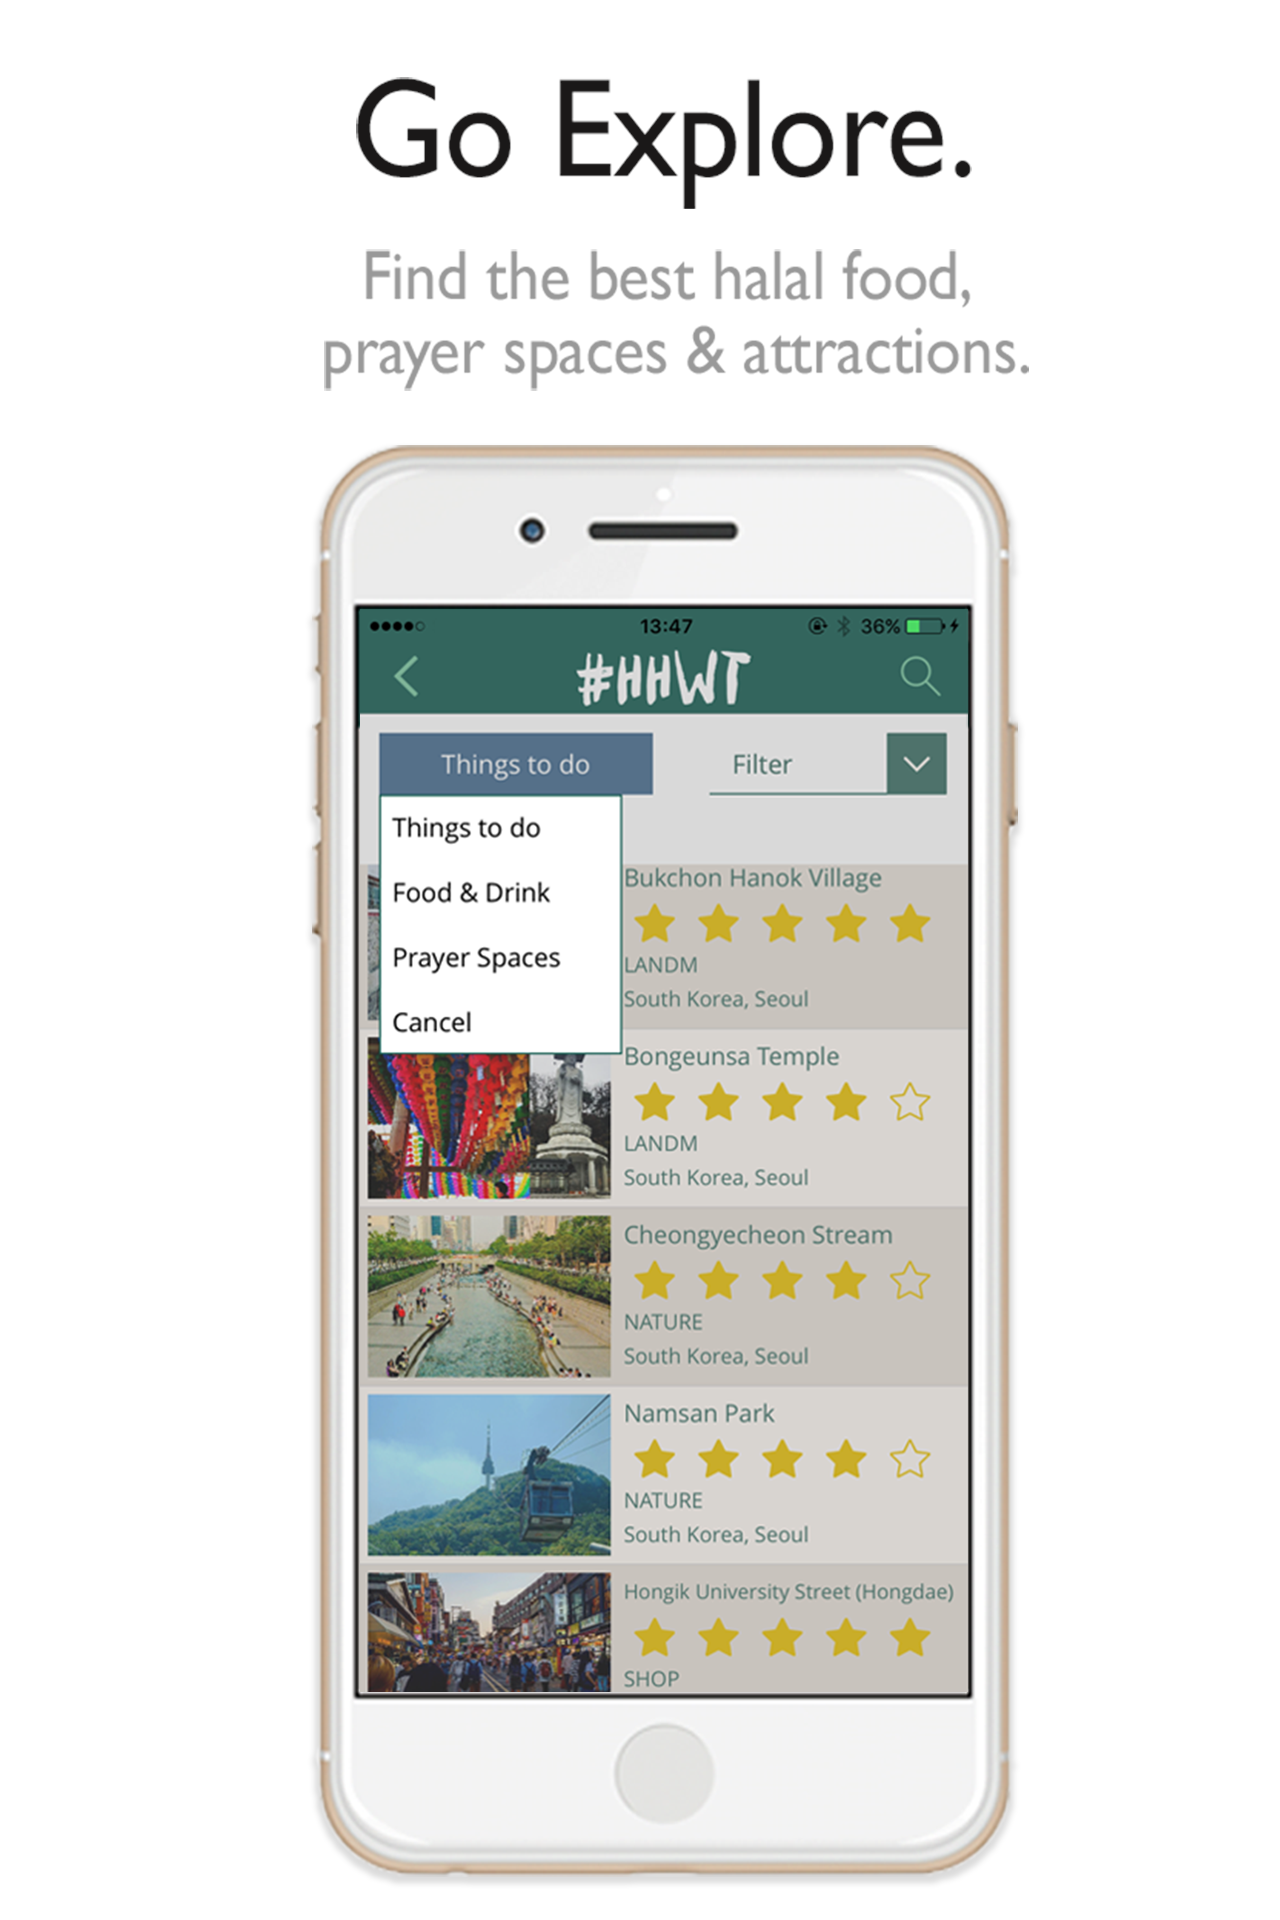 Go Explore.
Find the best halal food,
prayer spaces & attractions.
13:47
36%
#HHWT
Things to do
Filter
Things to do
Food & Drink
Prayer Spaces
Cancel
Bukchon Hanok Village
LANDM
South Korea, Seoul
Bongeunsa Temple
LANDM
South Korea, Seoul
Cheongyecheon Stream
NATURE
South Korea, Seoul
Namsan Park
NATURE
South Korea, Seoul
Hongik University Street (Hongdae)
SHOP